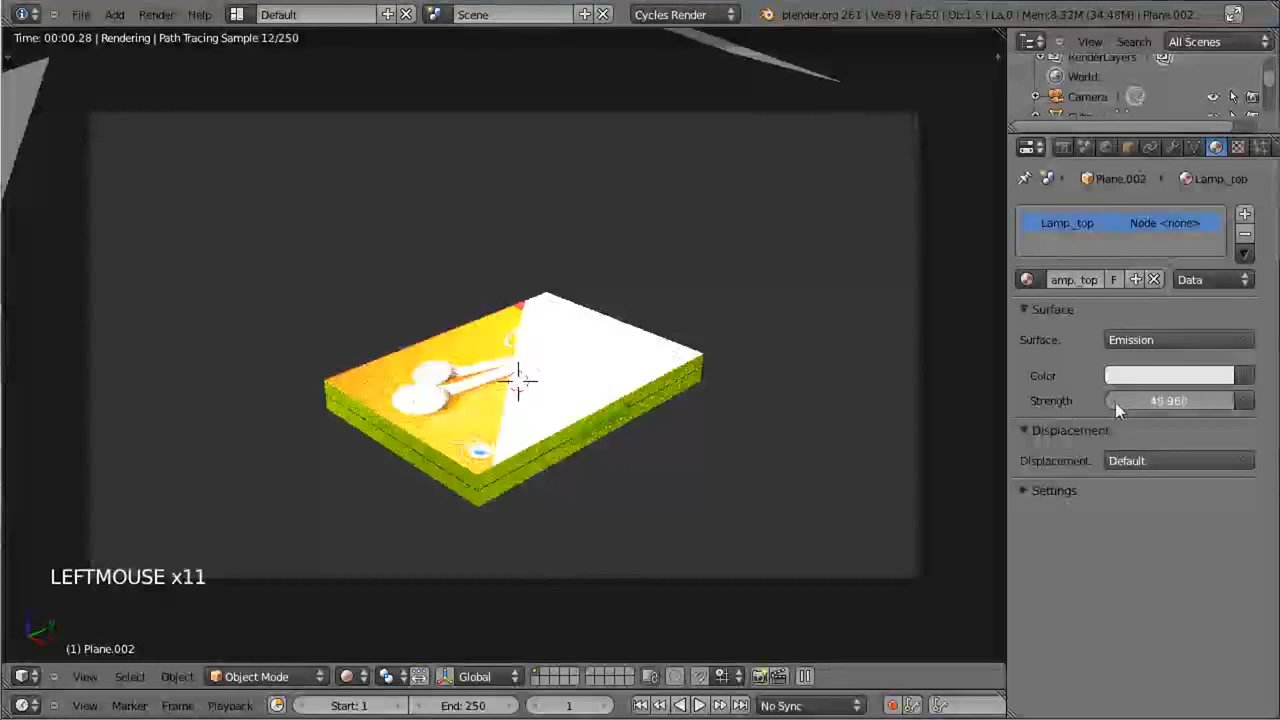 File Add Render Help Default Scene Cycles Render blender.org 261 | Ve:68 | Fa:50 | Ob:1-5 | La:0 | Mem:8.32M (34:48M) | Plane.002
Time: 00:00.28 | Rendering | Path Tracing Sample 12/250
View Search All Scenes
RenderLayers
World
Camera
Plane.002 Lamp_top
Lamp_top Node <none>
amp_top F Data
Surface
Surface: Emission
Color
Strength
Displacement
Displacement: Default
Settings
LEFTMOUSE x11
(1) Plane.002
View Select Object Object Mode Global
View Marker Frame Playback Start: 1 End: 250 1 No Sync